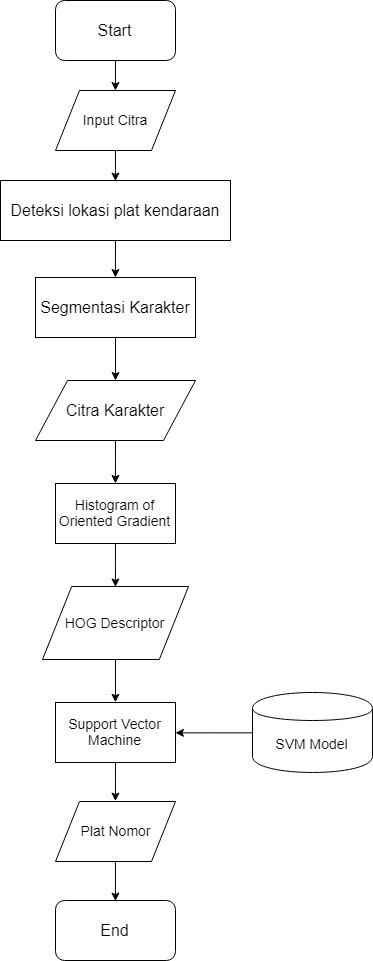 Start
Input Citra
Deteksi lokasi plat kendaraan
Segmentasi Karakter
Citra Karakter
Histogram of
Oriented Gradient
HOG Descriptor
Support Vector
Machine
SVM Model
Plat Nomor
End